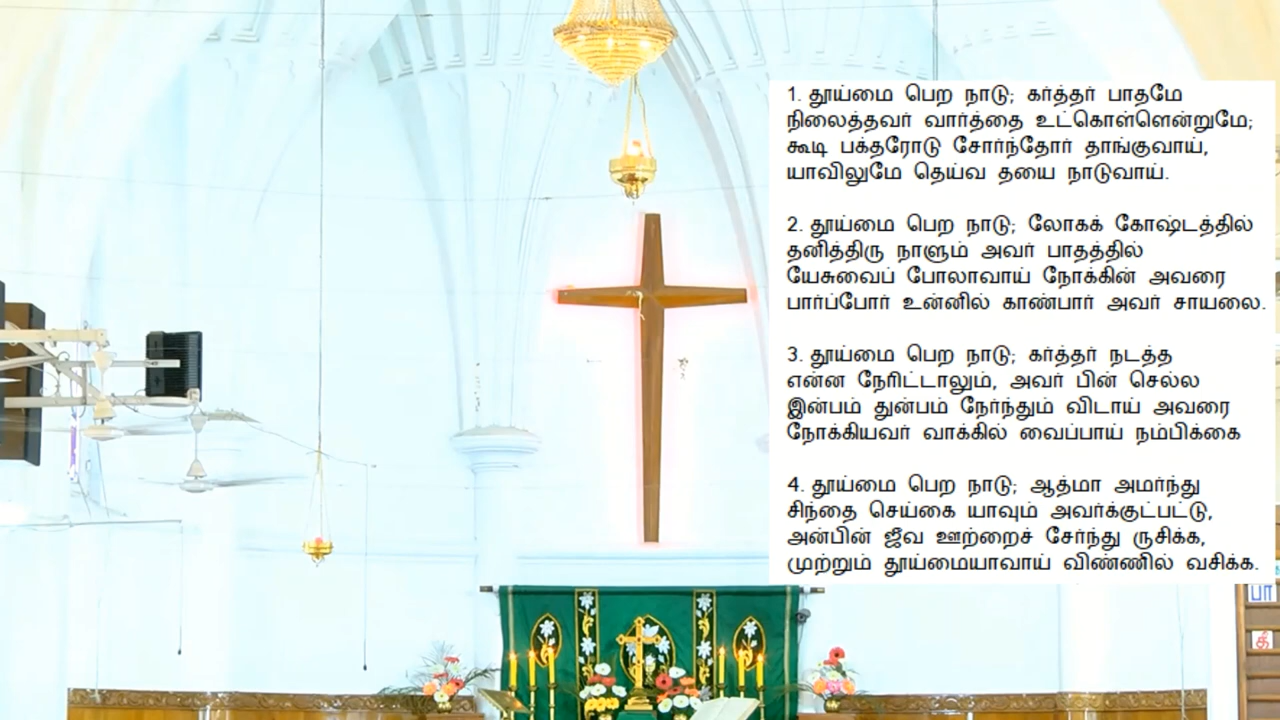 1. தூய்மை பெற நாடு; கர்த்தர் பாதமே
நிலைத்தவர் வார்த்தை உட்கொள்ளென்றுமே;
கூடி பக்தரோடு சோர்ந்தோர் தாங்குவாய்,
யாவிலுமே தெய்வ தயை நாடுவாய்.
2. தூய்மை பெற நாடு; லோகக் கோஷ்டத்தில்
தனித்திரு நாளும் அவர் பாதத்தில்
யேசுவைப் போலாவாய் நோக்கின் அவரை
பார்ப்போர் உன்னில் காண்பார் அவர் சாயலை.
3. தூய்மை பெற நாடு; கர்த்தர் நடத்த
என்ன நேரிட்டாலும், அவர் பின் செல்ல
இன்பம் துன்பம் நேர்ந்தும் விடாய் அவரை
நோக்கியவர் வாக்கில் வைப்பாய் நம்பிக்கை
4. தூய்மை பெற நாடு; ஆத்மா அமர்ந்து
சிந்தை செய்கை யாவும் அவர்க்குட்பட்டு,
அன்பின் ஜீவ ஊற்றைச் சேர்ந்து ருசிக்க,
முற்றும் தூய்மையாவாய் விண்ணில் வசிக்க.
பா
கீ